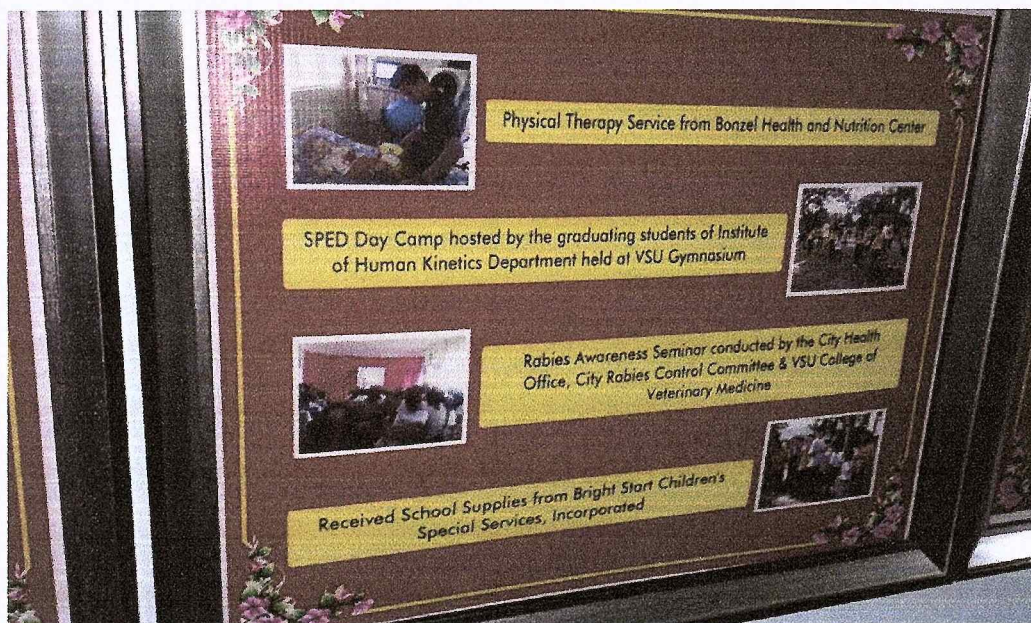 Physical Therapy Service from Bonzel Health and Nutrition Center
SPED Day Camp hosted by the graduating students of Institute
of Human Kinetics Department held at VSU Gymnasium
Rabies Awareness Seminar conducted by the City Health
Office, City Rabies Control Committee & VSU College of
Veterinary Medicine
Received School Supplies from Bright Start Children's
Special Services, Incorporated